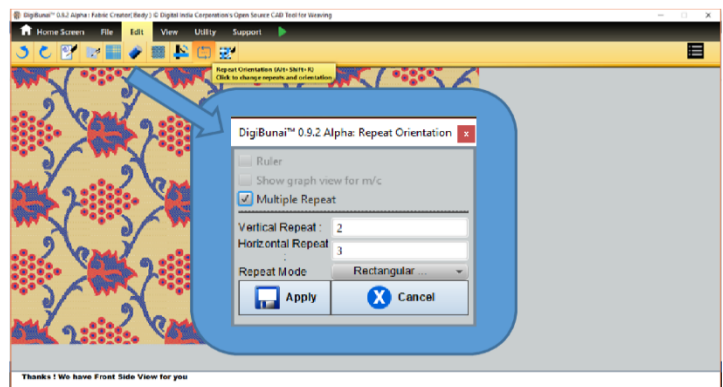 DigiBunai™ 0.9.2 Alpha : Fabric Creator( Body ) © Digital India Corporation's Open Source CAD Tool for Weaving
Home Screen File Edit View Utility Support
Repeat Orientation (Alt+ Shift+ R)
Click to change repeats and orientation
DigiBunai™ 0.9.2 Alpha: Repeat Orientation x
Ruler
Show graph view for m/c
Multiple Repeat
Vertical Repeat : 2
Horizontal Repeat
: 3
Repeat Mode Rectangular ...
Apply X Cancel
Thanks ! We have Front Side View for you